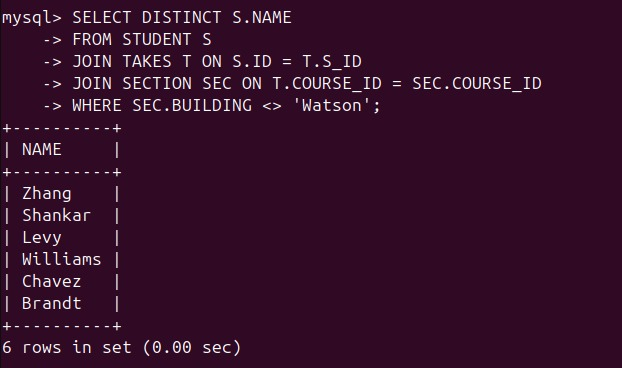 mysql> SELECT DISTINCT S.NAME
    -> FROM STUDENT S
    -> JOIN TAKES T ON S.ID = T.S_ID
    -> JOIN SECTION SEC ON T.COURSE_ID = SEC.COURSE_ID
    -> WHERE SEC.BUILDING <> 'Watson';
+----------+
| NAME     |
+----------+
| Zhang    |
| Shankar  |
| Levy     |
| Williams |
| Chavez   |
| Brandt   |
+----------+
6 rows in set (0.00 sec)